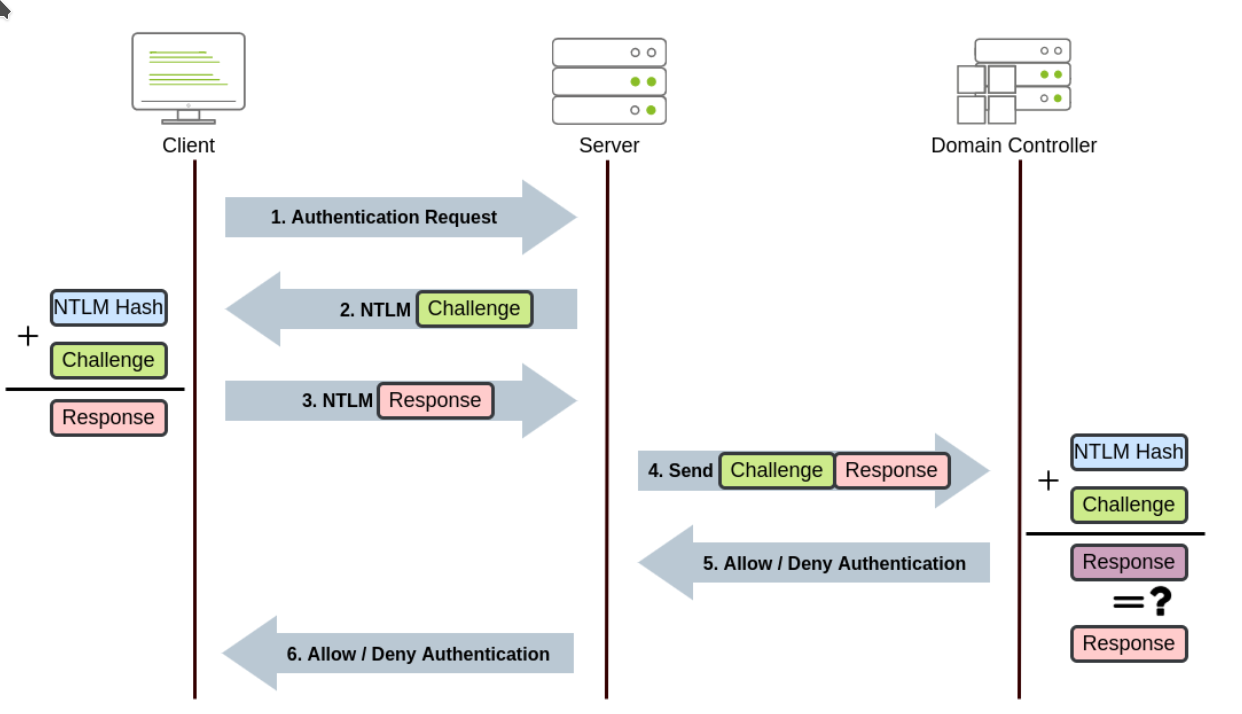 Client
Server
Domain Controller
1. Authentication Request
2. NTLM Challenge
NTLM Hash
+
Challenge
Response
3. NTLM Response
4. Send Challenge Response
NTLM Hash
+
Challenge
Response
=?
Response
5. Allow / Deny Authentication
6. Allow / Deny Authentication